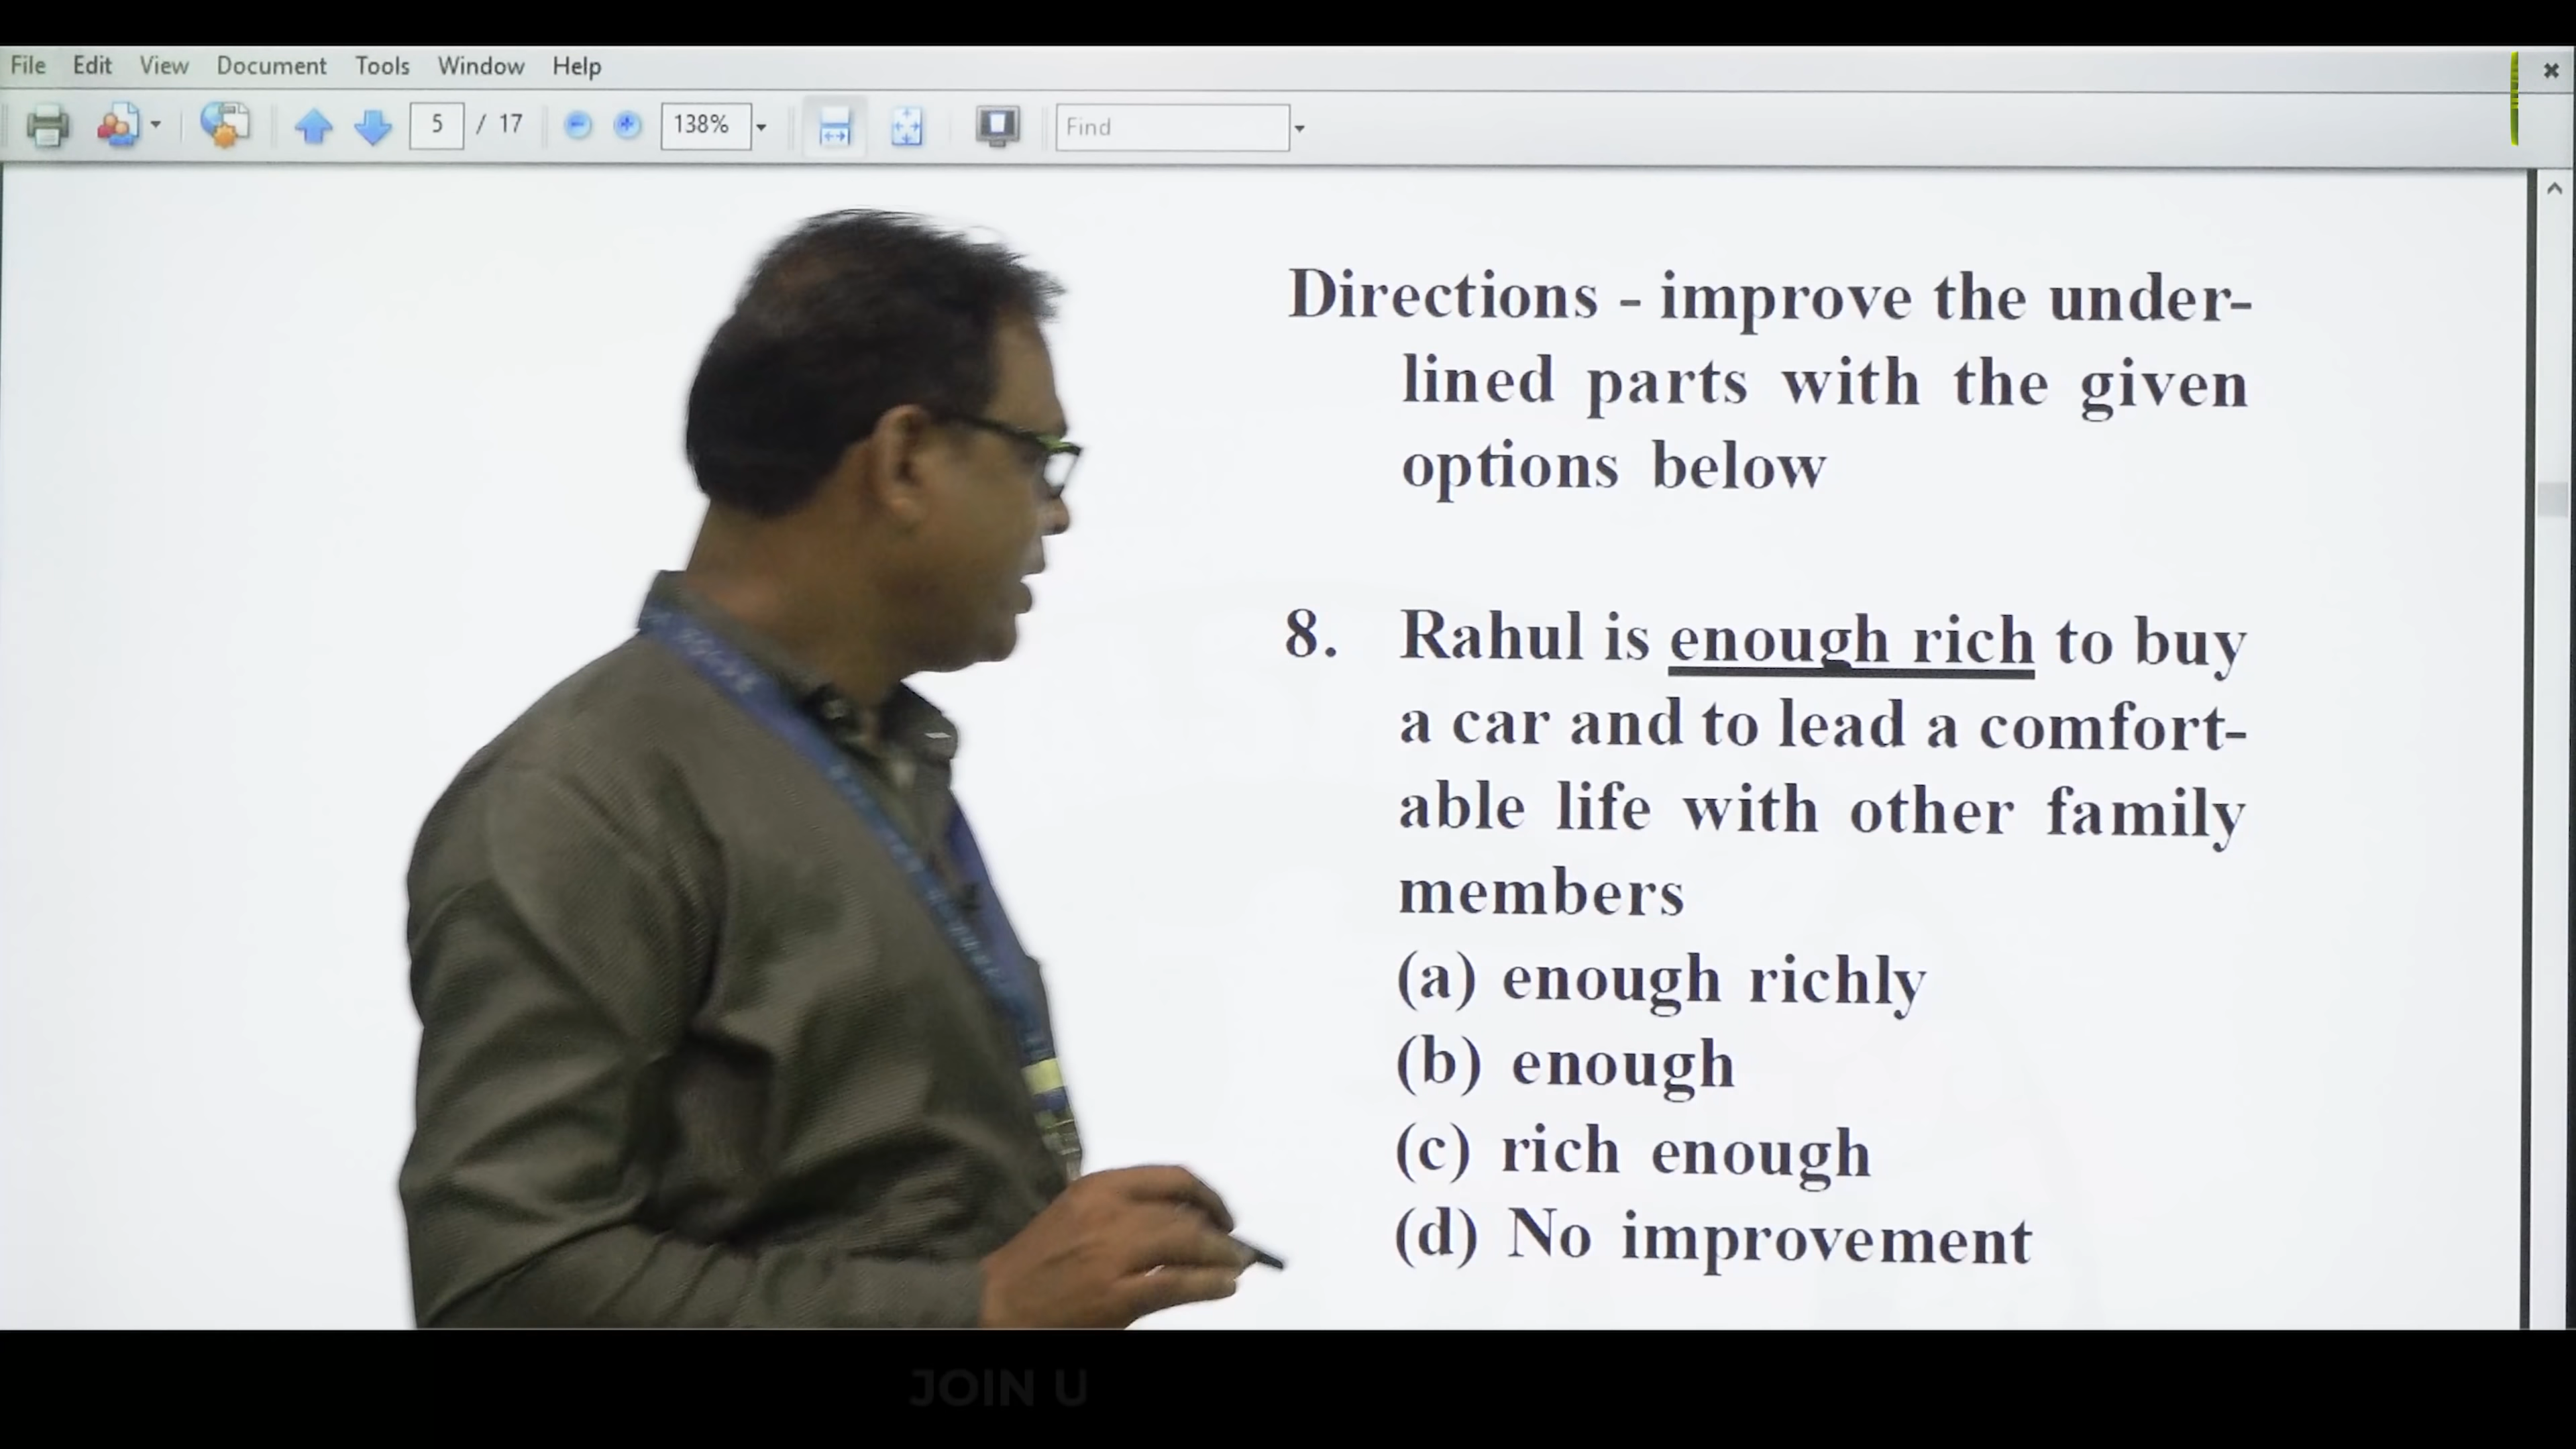 File Edit View Document Tools Window Help
5 / 17 138% Find
Directions - improve the under-
lined parts with the given
options below
8. Rahul is enough rich to buy
a car and to lead a comfort-
able life with other family
members
(a) enough richly
(b) enough
(c) rich enough
(d) No improvement
JOIN U